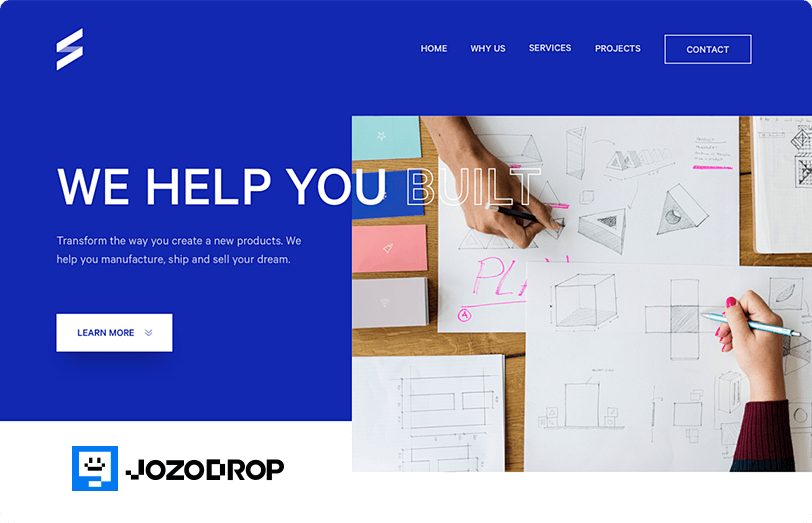 HOME WHY US SERVICES PROJECTS CONTACT
WE HELP YOU BUILT
Transform the way you create a new products. We
help you manufacture, ship and sell your dream.
LEARN MORE
PLAN
A
JOZODROP